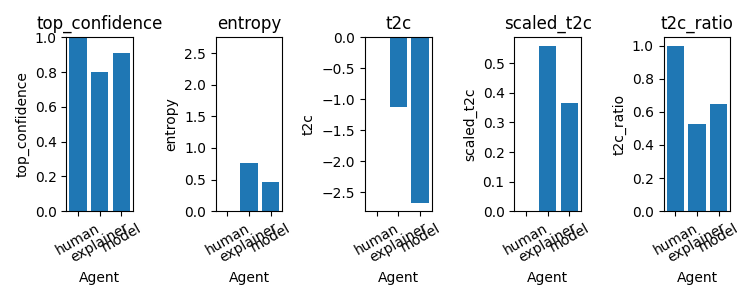 top_confidence
top_confidence
1.0
0.8
0.6
0.4
0.2
0.0
human
explainer
model
Agent
entropy
entropy
2.5
2.0
1.5
1.0
0.5
0.0
human
explainer
model
Agent
t2c
t2c
0.0
−0.5
−1.0
−1.5
−2.0
−2.5
human
explainer
model
Agent
scaled_t2c
scaled_t2c
0.5
0.4
0.3
0.2
0.1
0.0
human
explainer
model
Agent
t2c_ratio
t2c_ratio
1.0
0.8
0.6
0.4
0.2
0.0
human
explainer
model
Agent